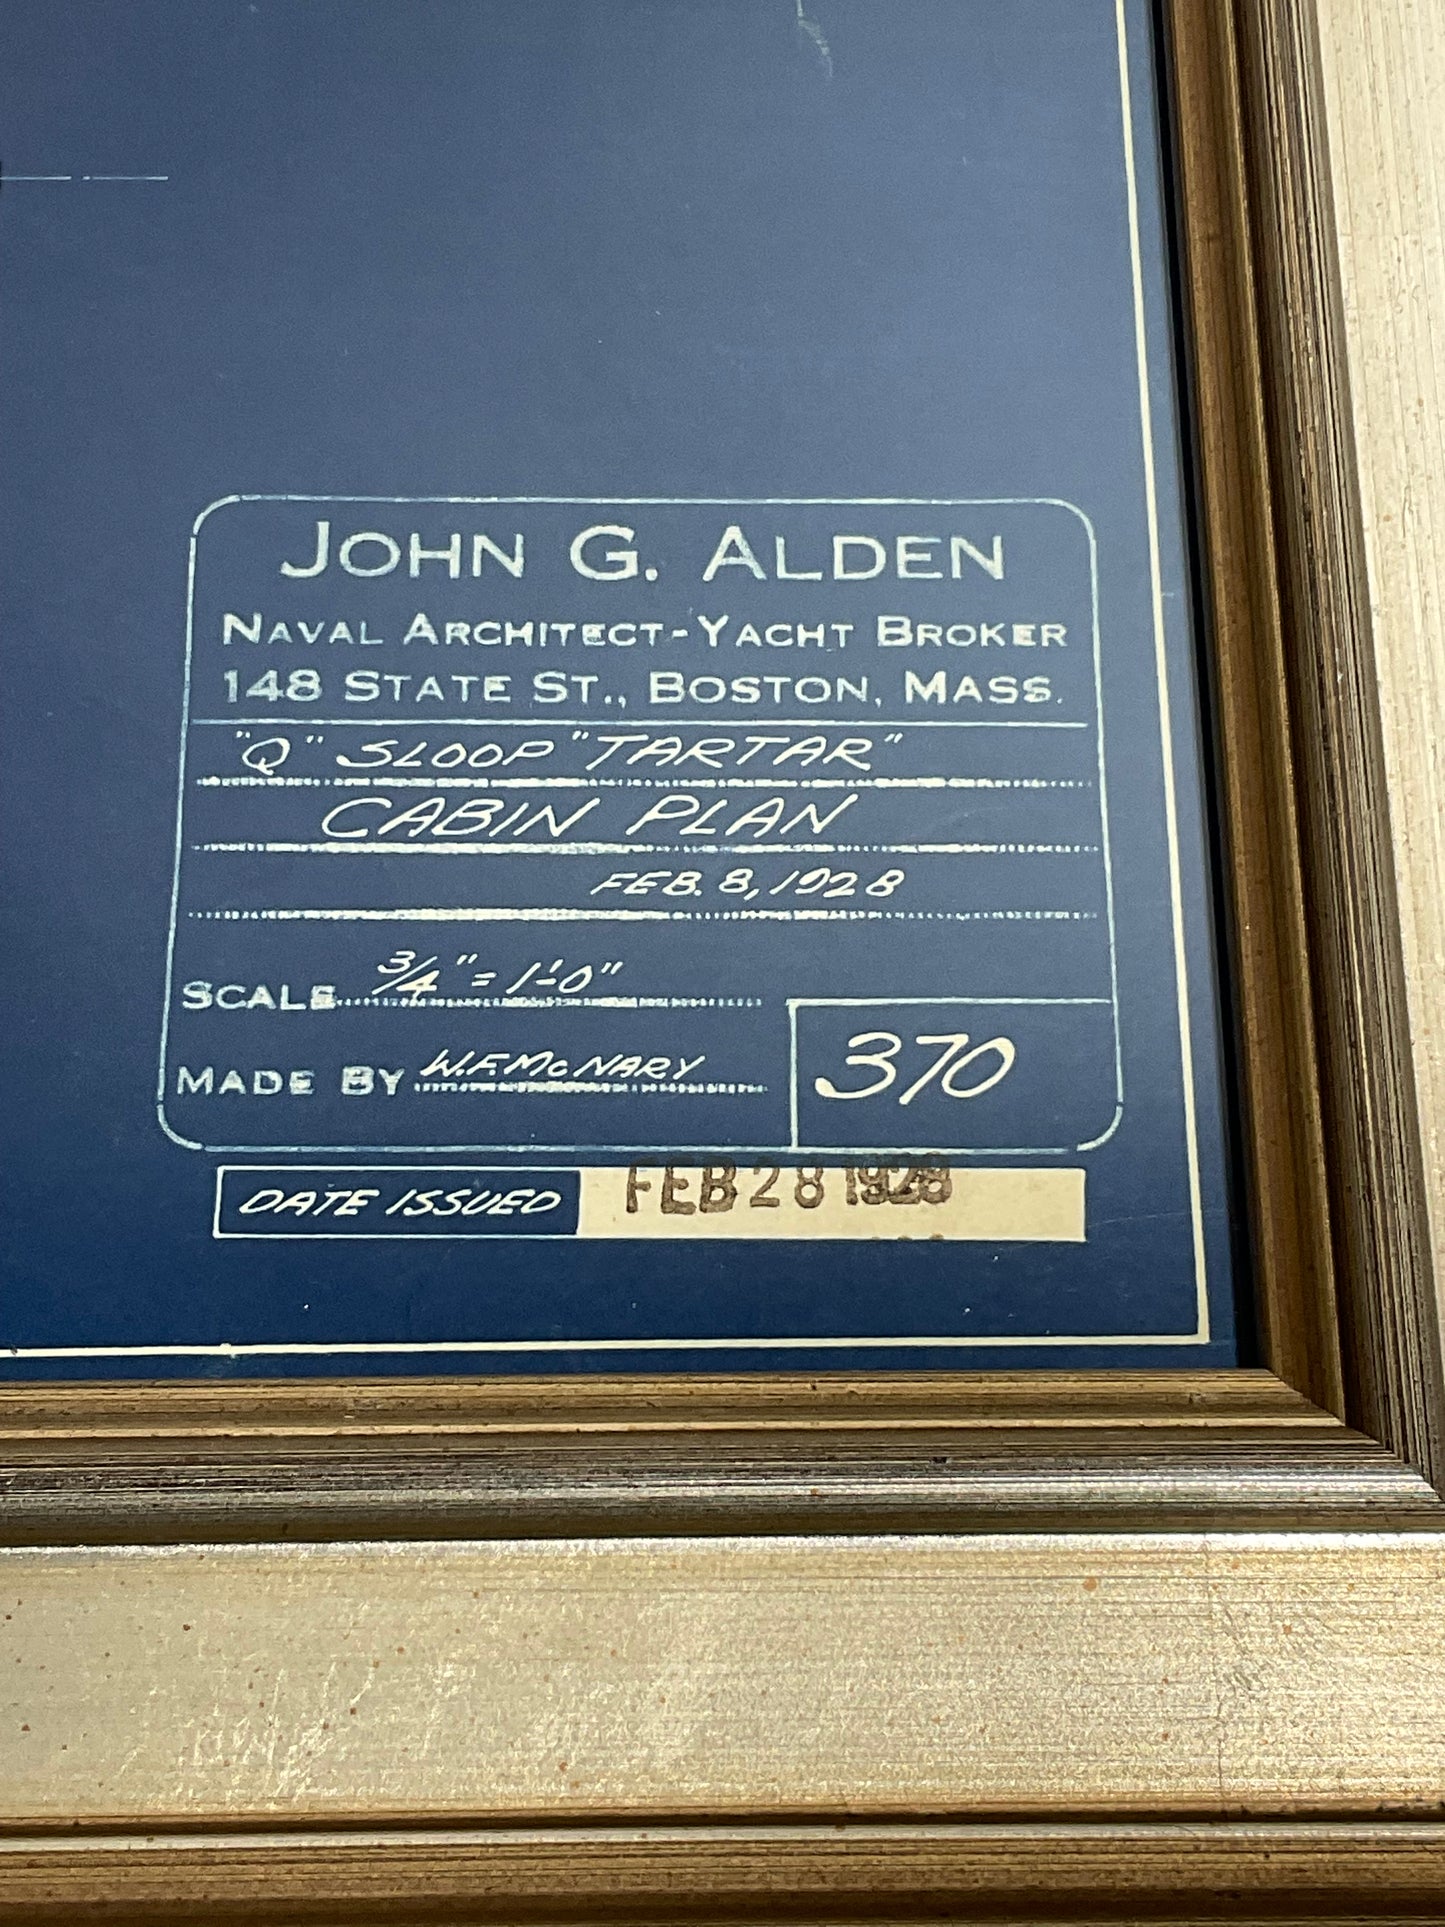 JOHN G. ALDEN
NAVAL ARCHITECT-YACHT BROKER
148 STATE ST., BOSTON, MASS.
"Q" SLOOP "TARTAR"
CABIN PLAN
FEB. 8, 1928
SCALE 3/4" = 1'-0"
MADE BY W.F. MCNARY
370
DATE ISSUED FEB 28 1928